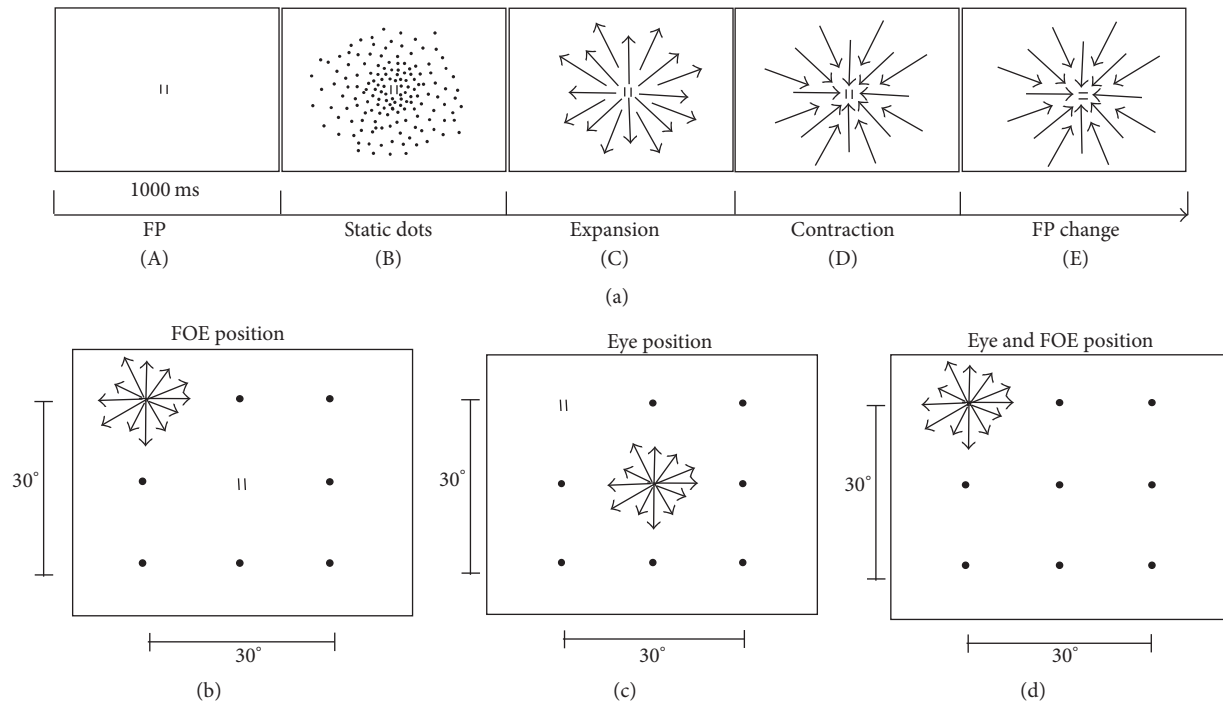 1000 ms
FP
Static dots
Expansion
Contraction
FP change
(A)
(B)
(C)
(D)
(E)
(a)
FOE position
Eye position
Eye and FOE position
30°
30°
30°
30°
30°
30°
(b)
(c)
(d)